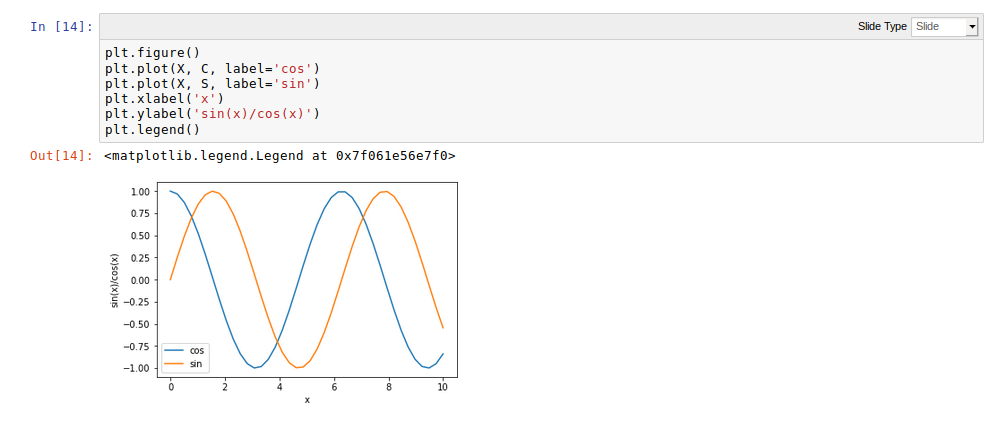 In [14]:
Slide Type Slide
plt.figure()
plt.plot(X, C, label='cos')
plt.plot(X, S, label='sin')
plt.xlabel('x')
plt.ylabel('sin(x)/cos(x)')
plt.legend()
Out[14]: <matplotlib.legend.Legend at 0x7f061e56e7f0>
1.00
0.75
0.50
0.25
0.00
−0.25
−0.50
−0.75
−1.00
sin(x)/cos(x)
cos
sin
0 2 4 6 8 10
x